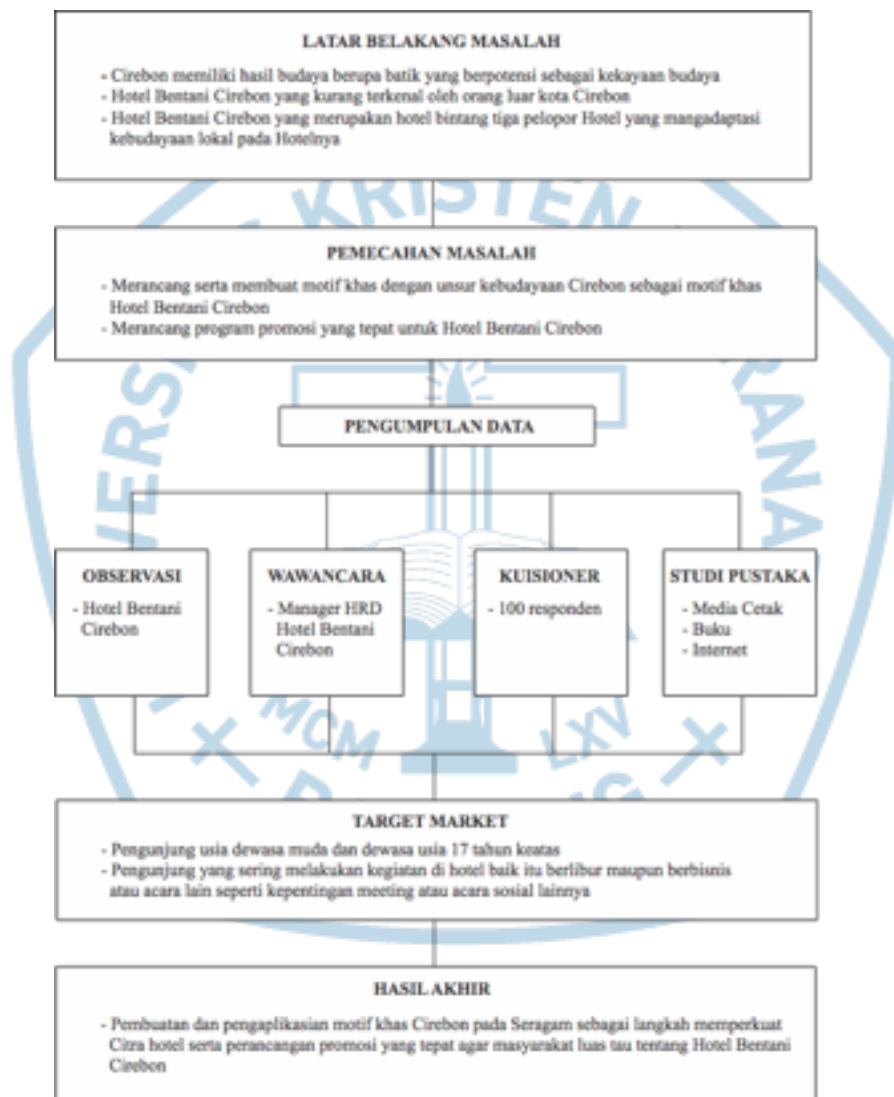 LATAR BELAKANG MASALAH
- Cirebon memiliki hasil budaya berupa batik yang berpotensi sebagai kekayaan budaya
- Hotel Bentani Cirebon yang kurang terkenal oleh orang luar kota Cirebon
- Hotel Bentani Cirebon yang merupakan hotel bintang tiga pelopor Hotel yang mangadaptasi
kebudayaan lokal pada Hotelnya
KRISTEN
PEMECAHAN MASALAH
- Merancang serta membuat motif khas dengan unsur kebudayaan Cirebon sebagai motif khas
Hotel Bentani Cirebon
- Merancang program promosi yang tepat untuk Hotel Bentani Cirebon
PENGUMPULAN DATA
OBSERVASI
- Hotel Bentani
Cirebon
WAWANCARA
- Manager HRD
Hotel Bentani
Cirebon
KUISIONER
- 100 responden
STUDI PUSTAKA
- Media Cetak
- Buku
- Internet
MCM
LXV
TARGET MARKET
- Pengunjung usia dewasa muda dan dewasa usia 17 tahun keatas
- Pengunjung yang sering melakukan kegiatan di hotel baik itu berlibur maupun berbisnis
atau acara lain seperti kepentingan meeting atau acara sosial lainnya
HASIL AKHIR
- Pembuatan dan pengaplikasian motif khas Cirebon pada Seragam sebagai langkah memperkuat
Citra hotel serta perancangan promosi yang tepat agar masyarakat luas tau tentang Hotel Bentani
Cirebon